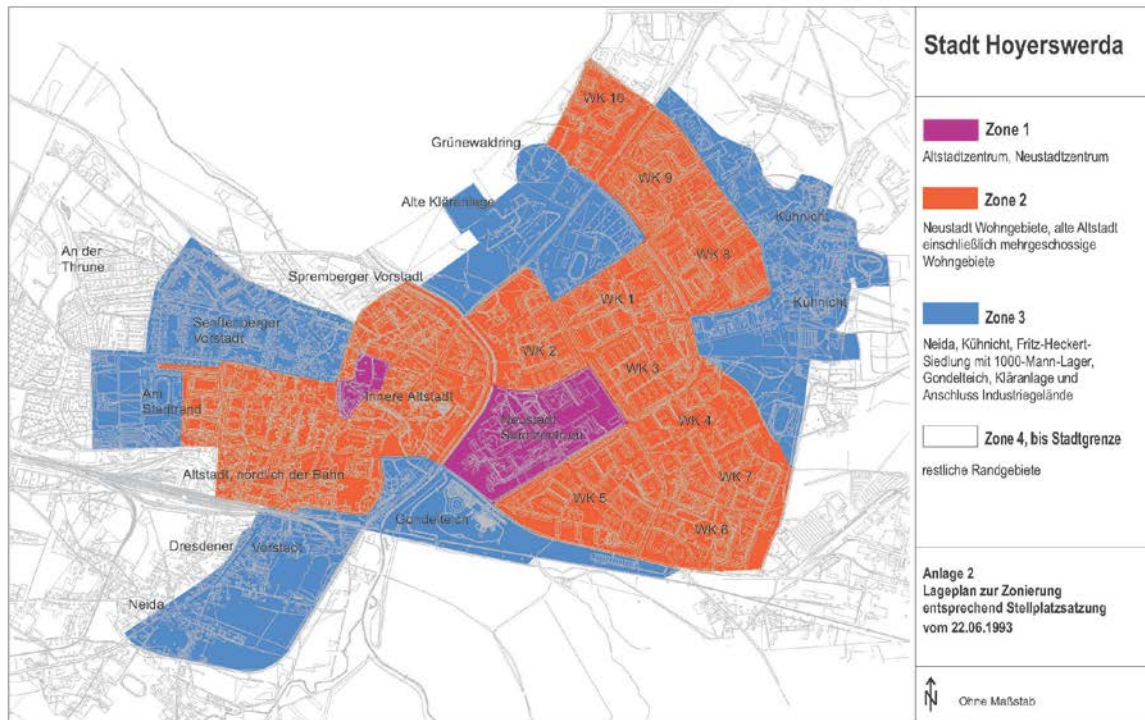 Stadt Hoyerswerda
Zone 1
Altstadtzentrum, Neustadtzentrum
Zone 2
Neustadt Wohngebiete, alte Altstadt
einschließlich mehrgeschossige
Wohngebiete
Zone 3
Neida, Kühnicht, Fritz-Heckert-
Siedlung mit 1000-Mann-Lager,
Gondelteich, Kläranlage und
Anschluss Industriegelände
Zone 4, bis Stadtgrenze
restliche Randgebiete
Anlage 2
Lageplan zur Zonierung
entsprechend Stellplatzsatzung
vom 22.06.1993
N
Ohne Maßstab
WK 10
Grünewaldring
WK 9
Alte Kläranlage
Kühnicht
An der
Thrune
WK 8
Spremberger Vorstadt
Kühnicht
WK 1
Senftenberger
Vorstadt
WK 2
WK 3
Am
Stadtrand
Innere Altstadt
Neustadt
WK 4
Altstadt, nördlich der Bahn
WK 7
WK 5
Gondelteich
WK 6
Dresdener
Vorstadt
Neida